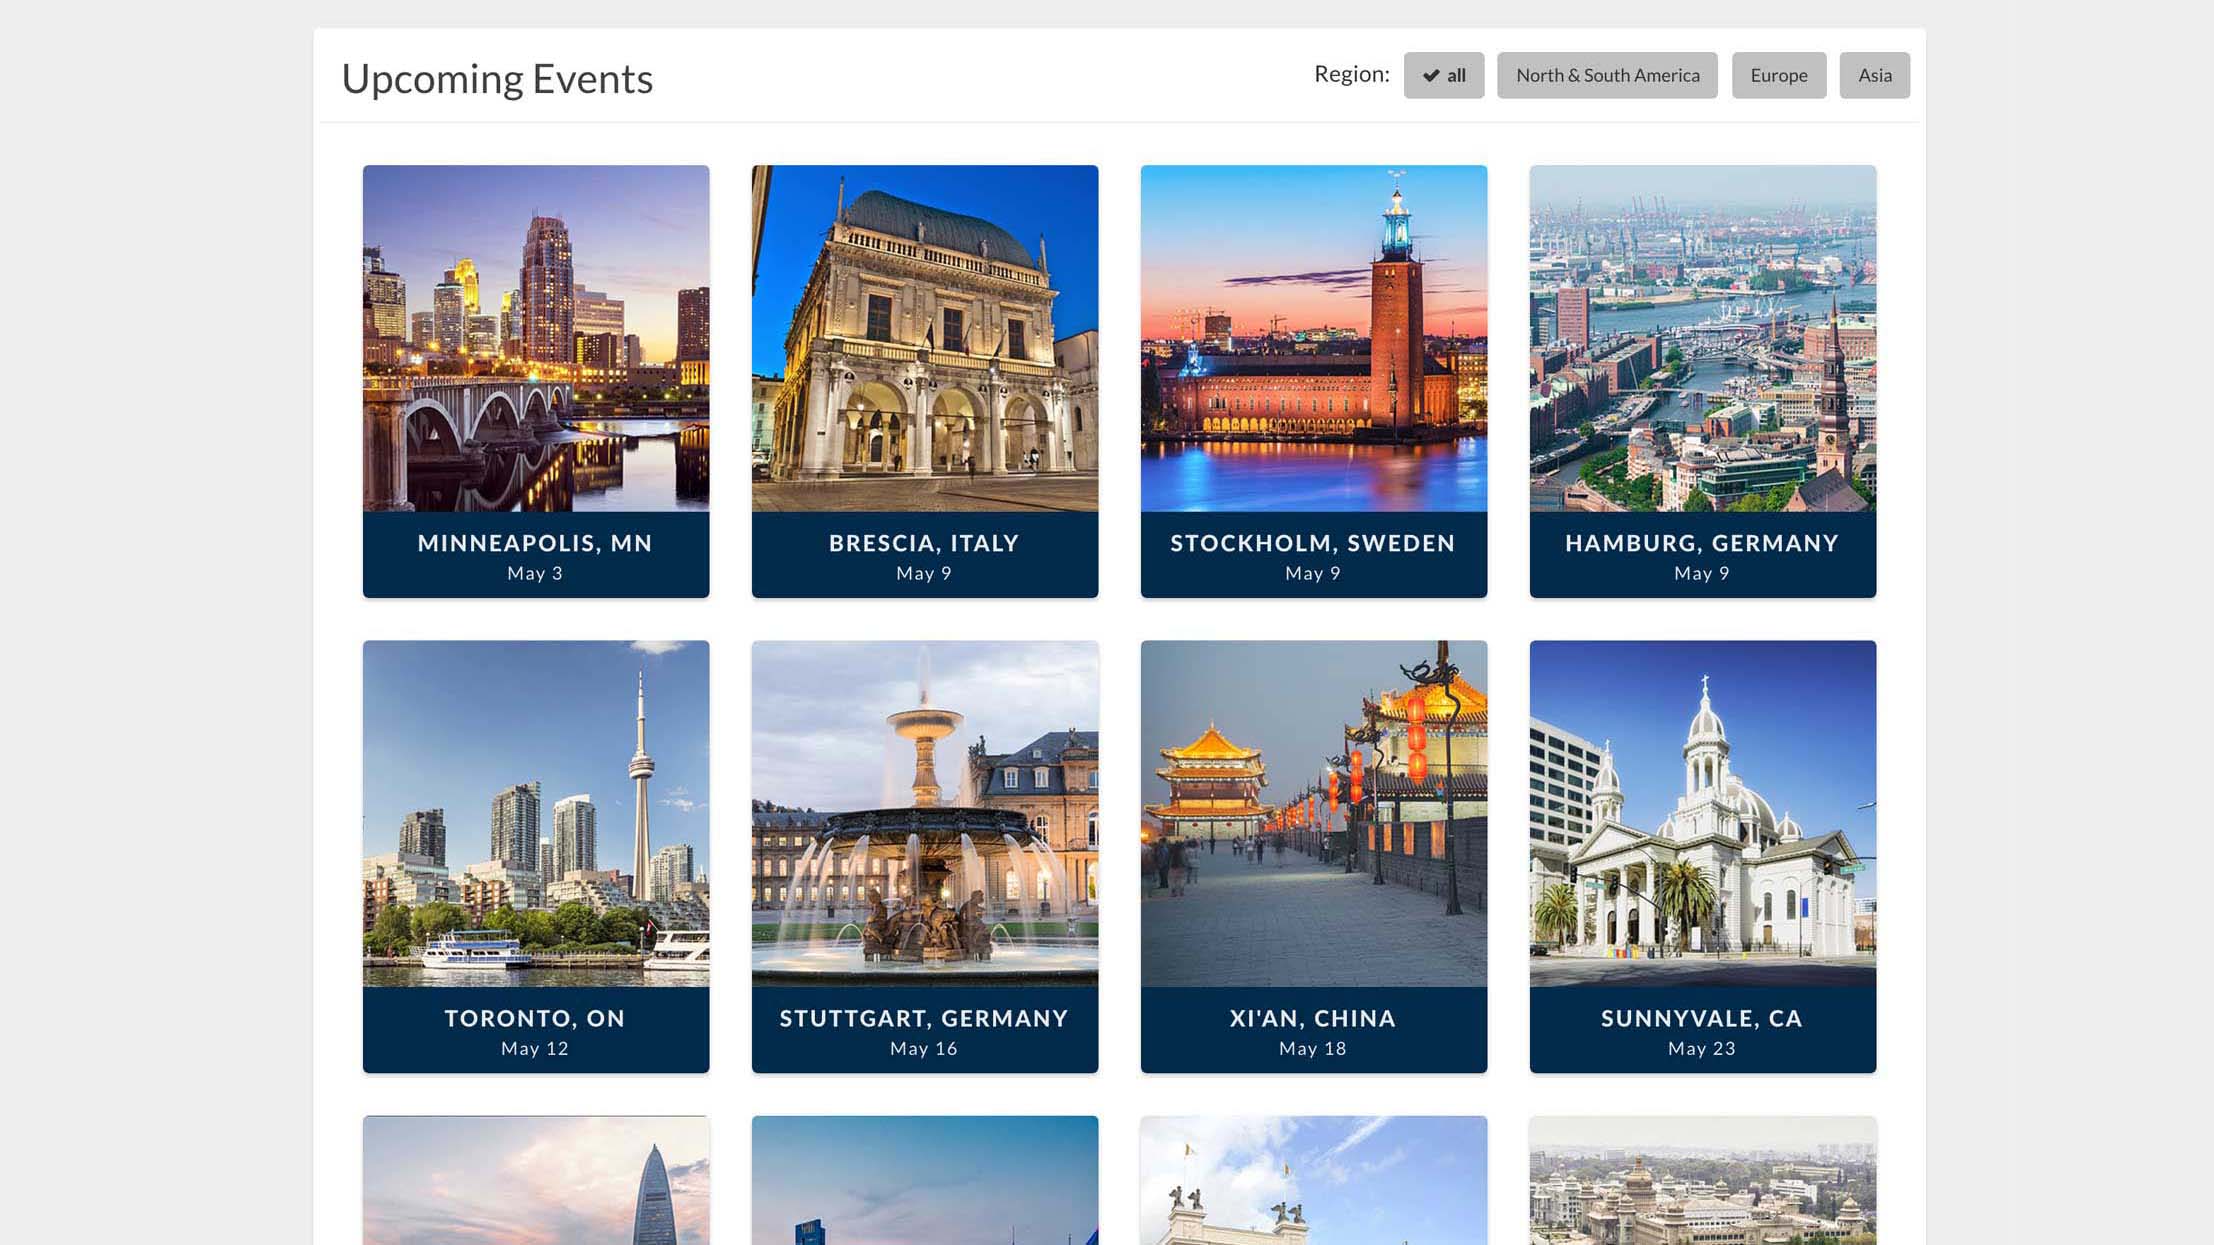 Upcoming Events
Region: all North & South America Europe Asia
MINNEAPOLIS, MN
May 3
BRESCIA, ITALY
May 9
STOCKHOLM, SWEDEN
May 9
HAMBURG, GERMANY
May 9
TORONTO, ON
May 12
STUTTGART, GERMANY
May 16
XI'AN, CHINA
May 18
SUNNYVALE, CA
May 23